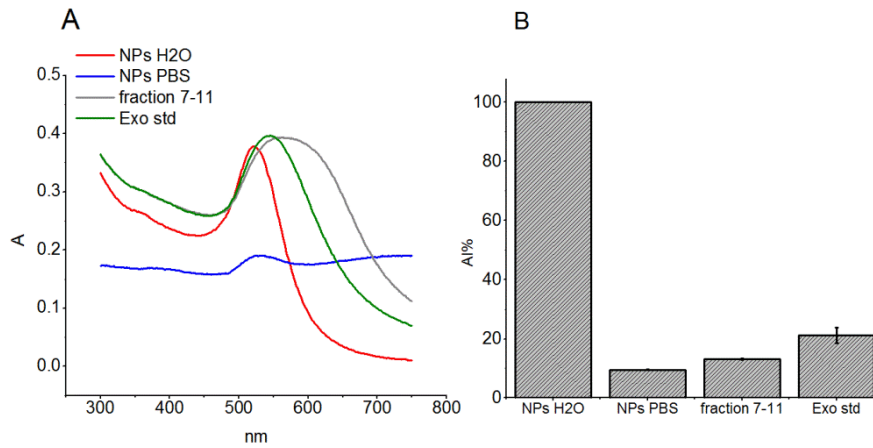 A
NPs H2O
NPs PBS
fraction 7-11
Exo std
0.5
0.4
0.3
0.2
0.1
0.0
A
300 400 500 600 700 800
nm
B
100
80
60
40
20
0
AI%
NPs H2O NPs PBS fraction 7-11 Exo std